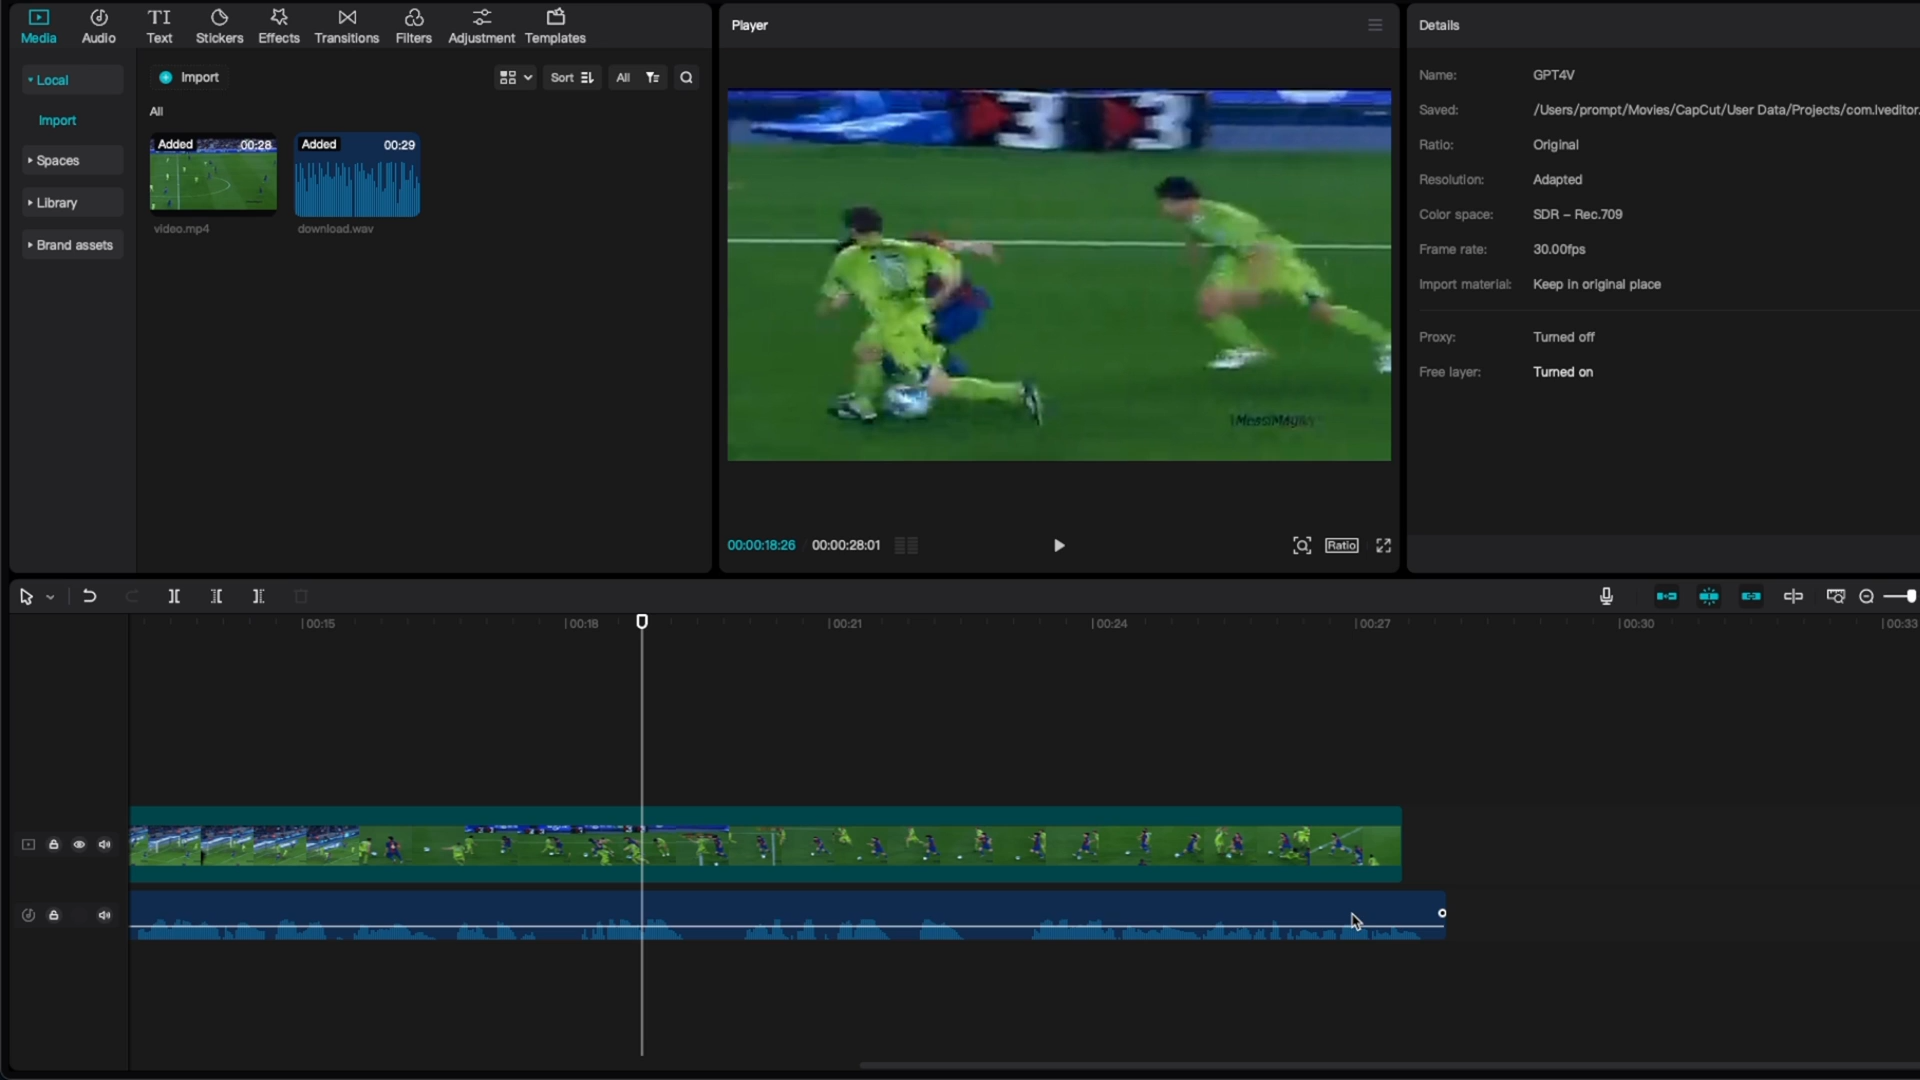 Media
Audio
Text
Stickers
Effects
Transitions
Filters
Adjustment
Templates
Local
Import
Spaces
Library
Brand assets
Import
Sort
All
All
Added 00:28
video.mp4
Added 00:29
download.wav
Player
3 3
00:00:18:26 00:00:28:01
Ratio
Details
Name: GPT4V
Saved: /Users/prompt/Movies/CapCut/User Data/Projects/com.lveditor.
Ratio: Original
Resolution: Adapted
Color space: SDR – Rec.709
Frame rate: 30.00fps
Import material: Keep in original place
Proxy: Turned off
Free layer: Turned on
00:15 00:18 00:21 00:24 00:27 00:30 00:33